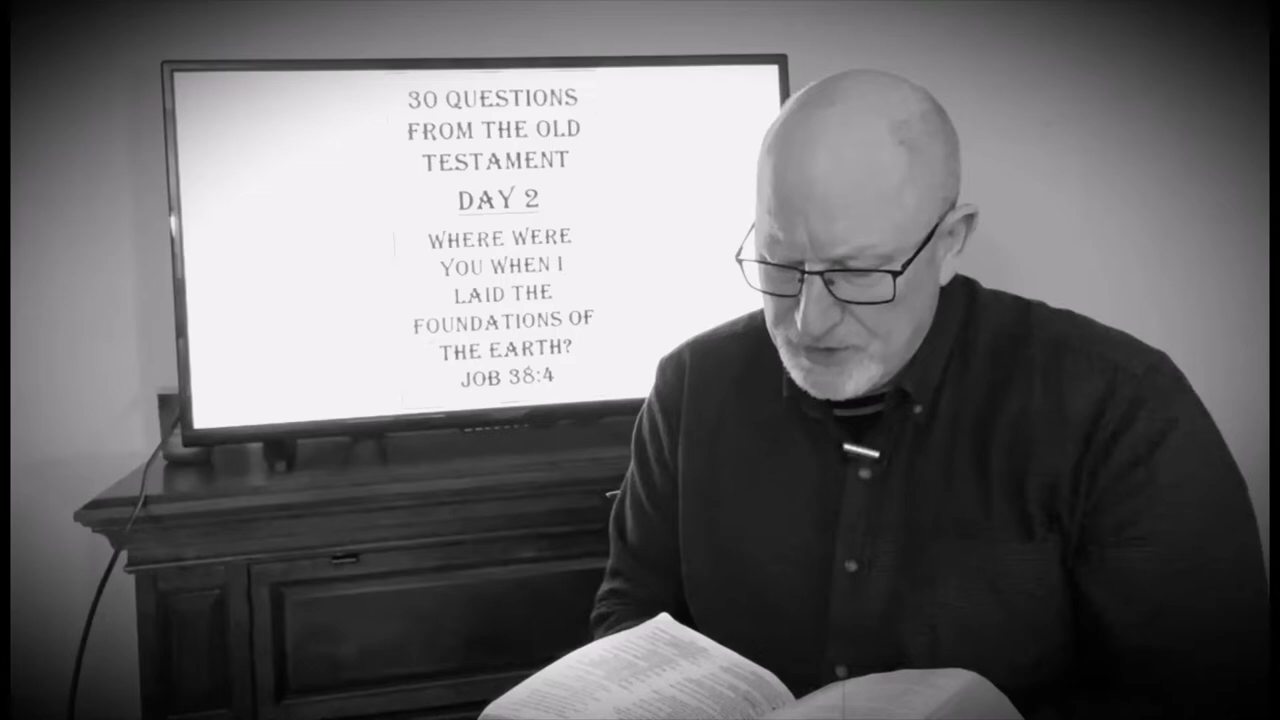 30 QUESTIONS
FROM THE OLD
TESTAMENT
DAY 2
WHERE WERE
YOU WHEN I
LAID THE
FOUNDATIONS OF
THE EARTH?
JOB 38:4